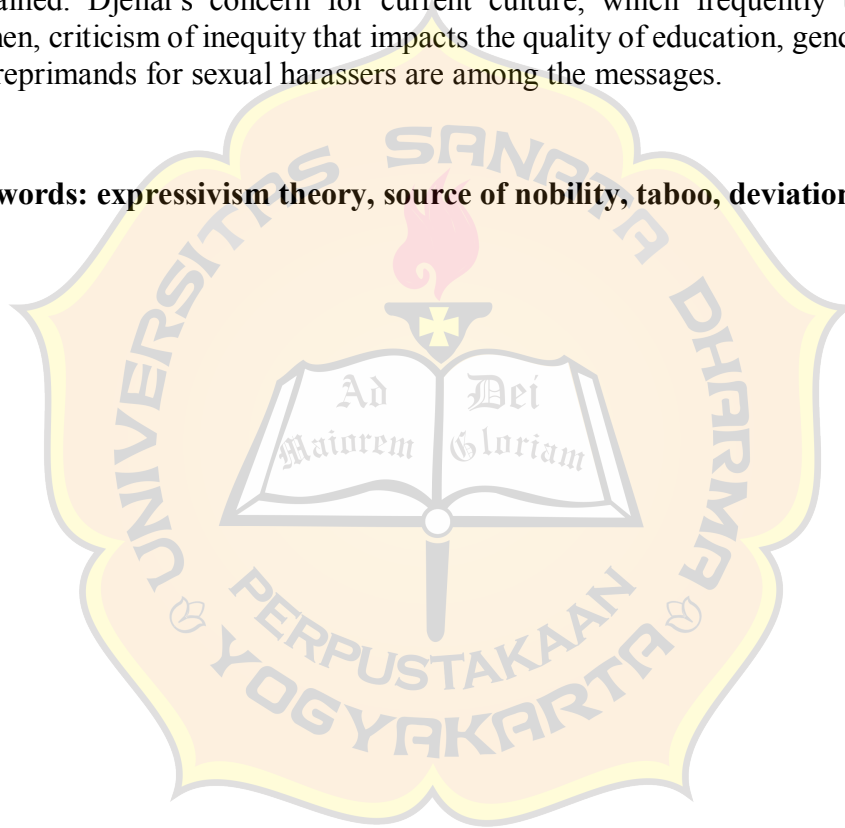 ained. Djenar's concern for current culture, which frequently
nen, criticism of inequity that impacts the quality of education, gend
reprimands for sexual harassers are among the messages.
words: expressivism theory, source of nobility, taboo, deviation
UNIVERSITAS SANATA DHARMA
Ad Dei
Maiorem Gloriam
PERPUSTAKAAN
YOGYAKARTA